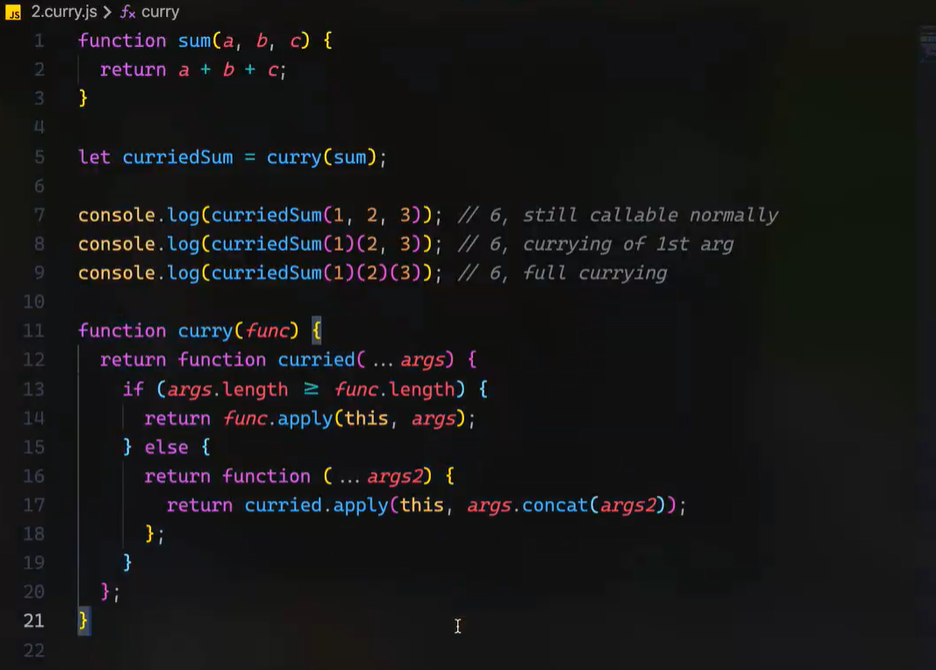 JS 2.curry.js > fx curry
1 function sum(a, b, c) {
2   return a + b + c;
3 }
4
5 let curriedSum = curry(sum);
6
7 console.log(curriedSum(1, 2, 3)); // 6, still callable normally
8 console.log(curriedSum(1)(2, 3)); // 6, currying of 1st arg
9 console.log(curriedSum(1)(2)(3)); // 6, full currying
10
11 function curry(func) {
12   return function curried(...args) {
13     if (args.length ≥ func.length) {
14       return func.apply(this, args);
15     } else {
16       return function (...args2) {
17         return curried.apply(this, args.concat(args2));
18       };
19     }
20   };
21 }
22